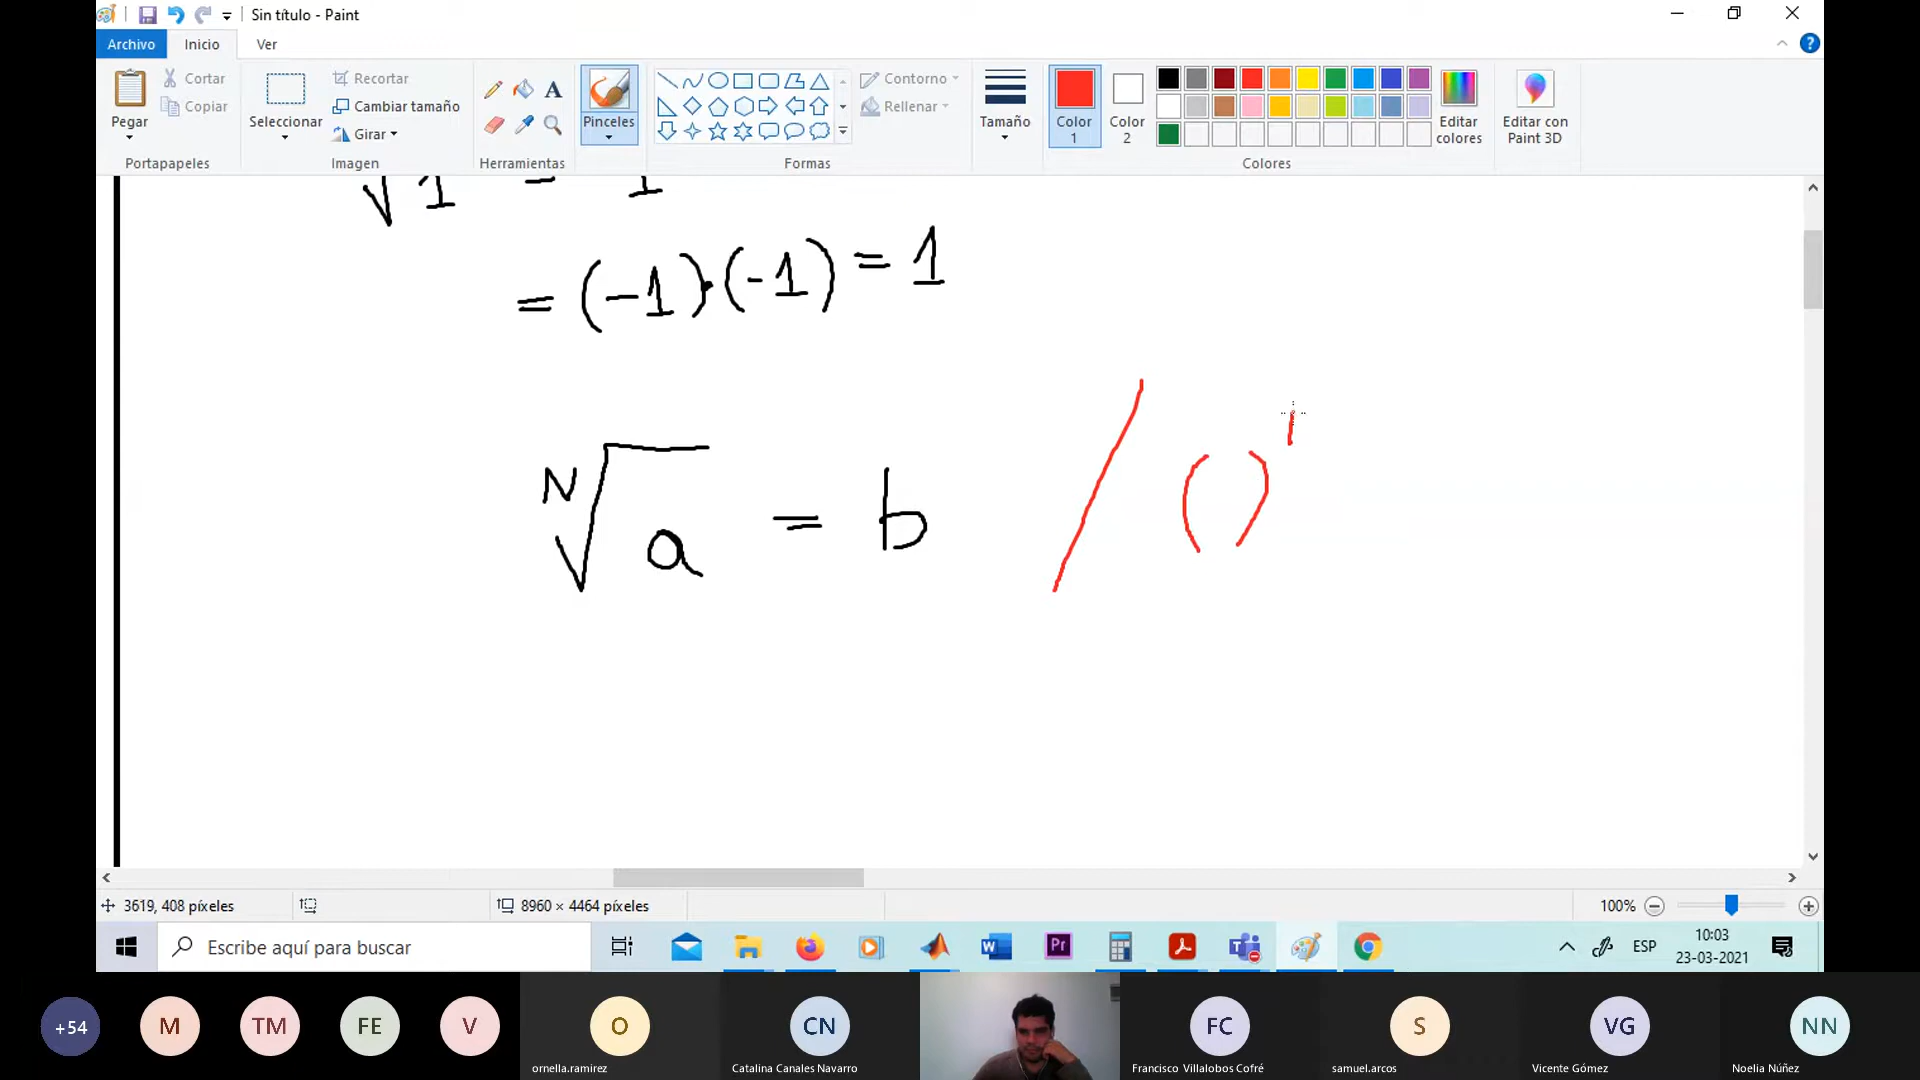 Sin título - Paint
Archivo Inicio Ver
Pegar
Cortar
Copiar
Portapapeles
Seleccionar
Recortar
Cambiar tamaño
Girar
Imagen
A
Herramientas
Pinceles
Contorno
Rellenar
Formas
Tamaño
Color 1
Color 2
Editar colores
Editar con Paint 3D
Colores
√1 = 1
= (-1)·(-1) = 1
N√a = b / ( )
3619, 408 píxeles
8960 × 4464 píxeles
100%
Escribe aquí para buscar
W
Pr
ESP
10:03
23-03-2021
+54
M
TM
FE
V
O
ornella.ramirez
CN
Catalina Canales Navarro
FC
Francisco Villalobos Cofré
S
samuel.arcos
VG
Vicente Gómez
NN
Noelia Núñez